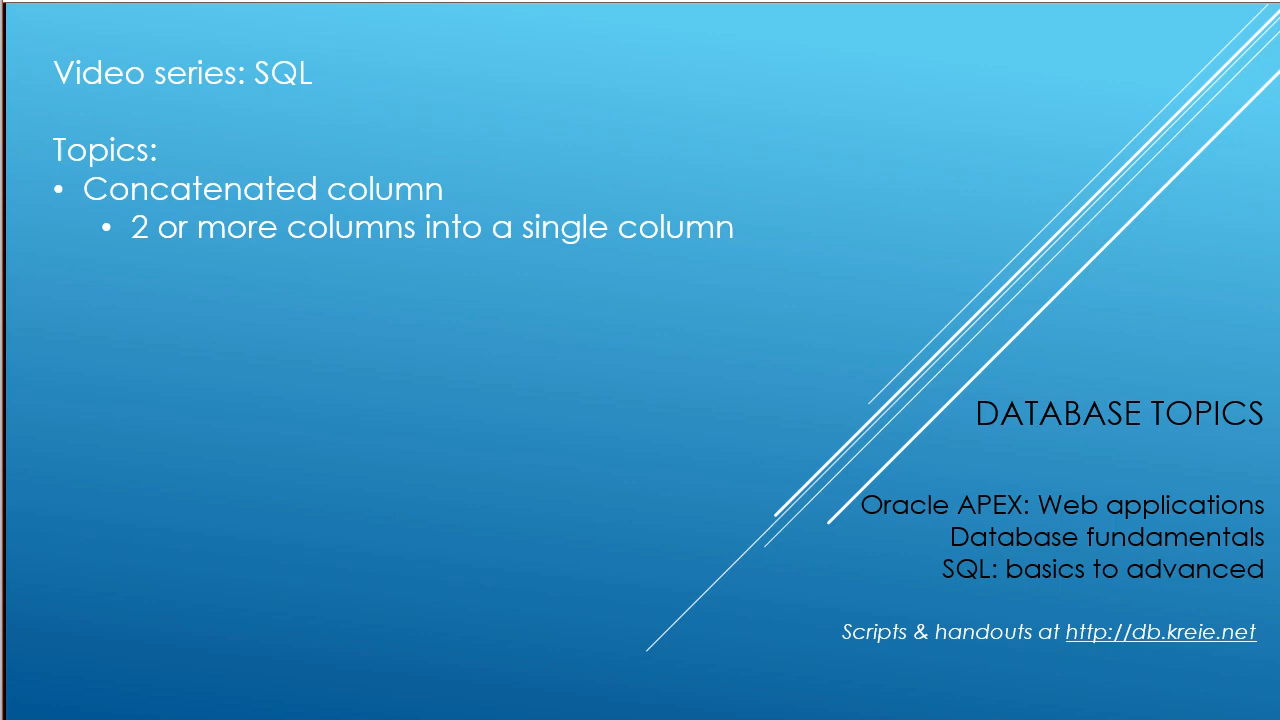 Video series: SQL
Topics:
• Concatenated column
• 2 or more columns into a single column
DATABASE TOPICS
Oracle APEX: Web applications
Database fundamentals
SQL: basics to advanced
Scripts & handouts at http://db.kreie.net